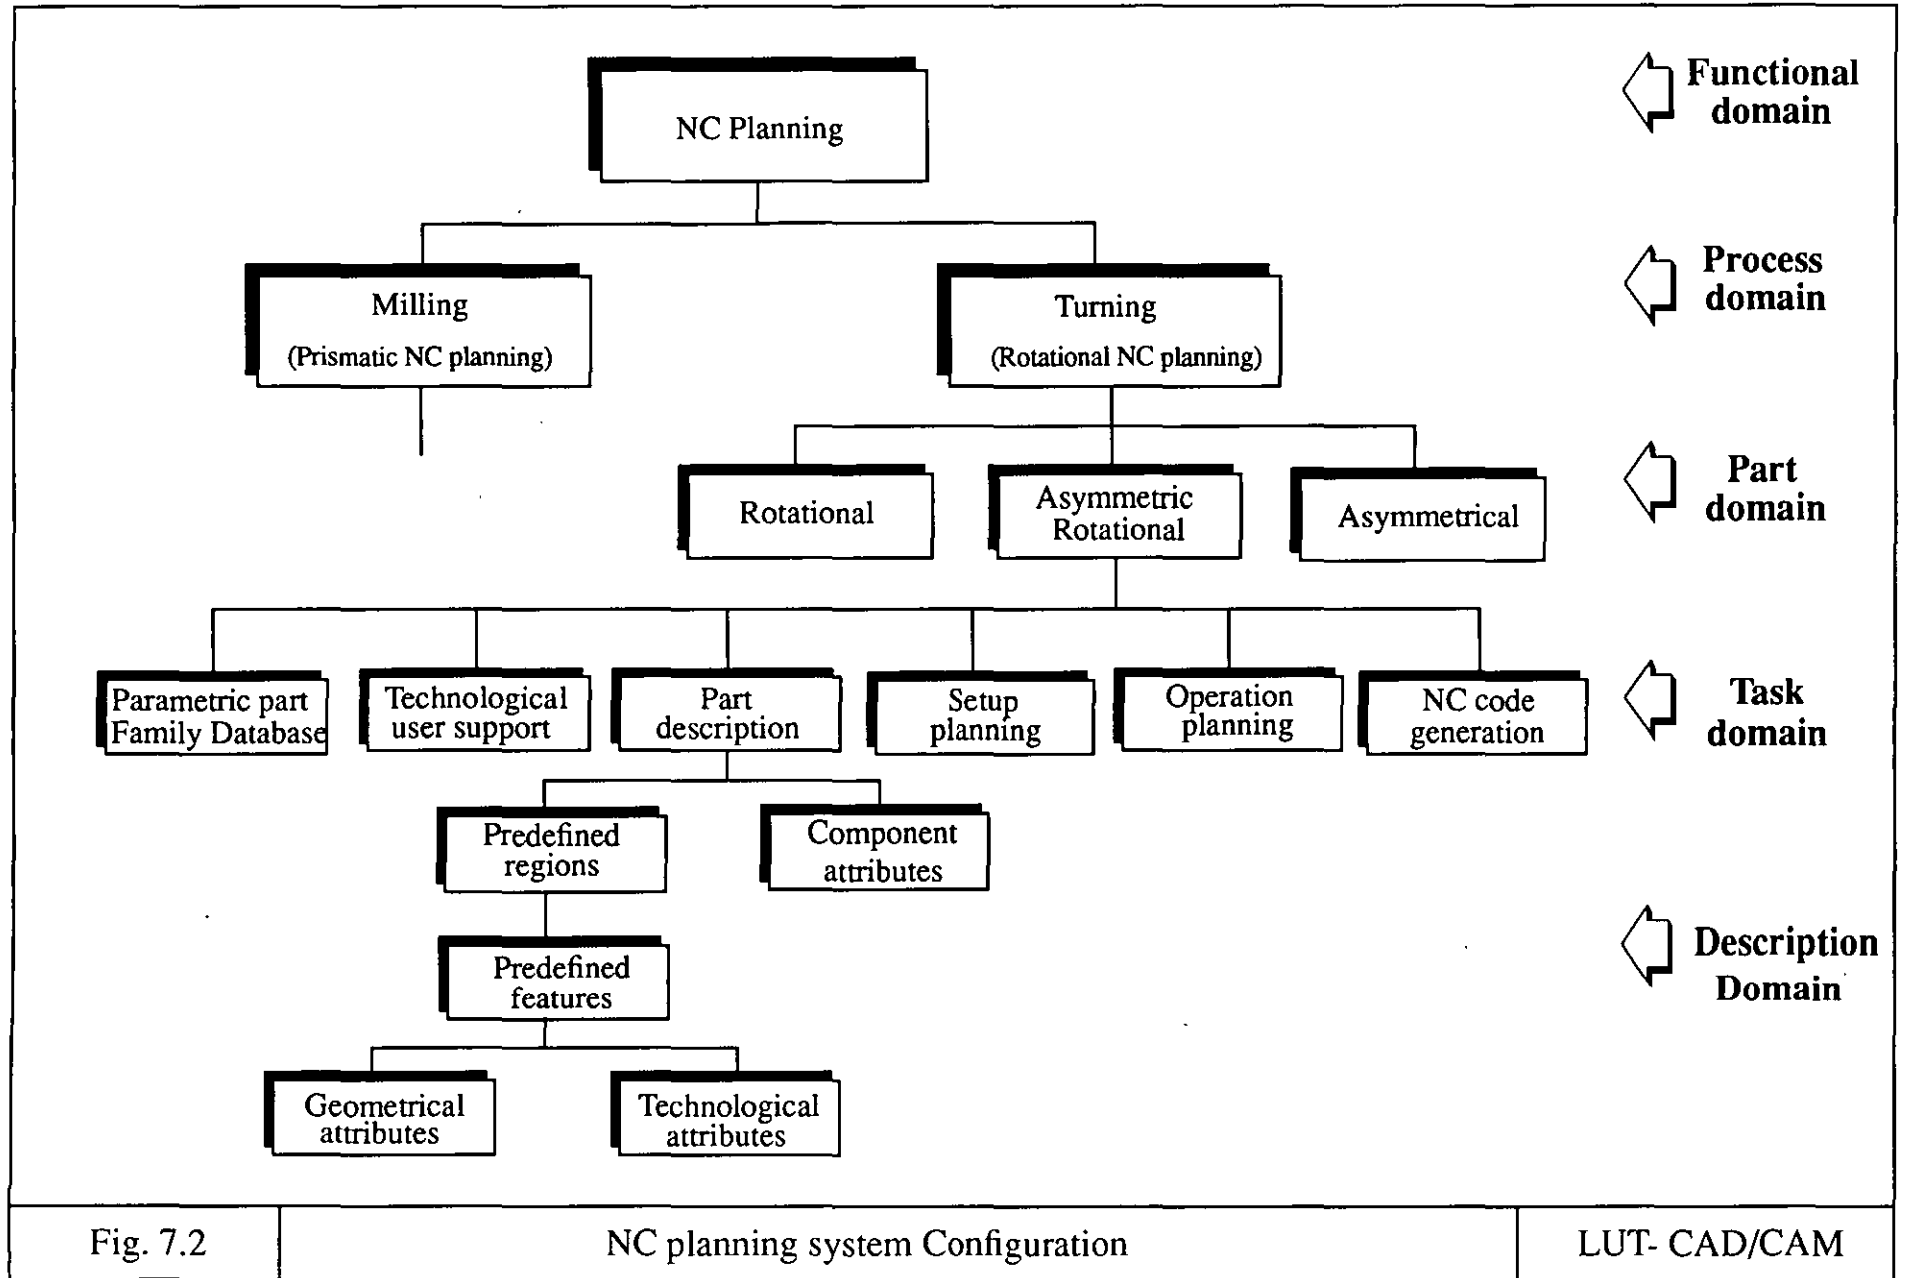 NC Planning
Functional
domain
Milling
(Prismatic NC planning)
Turning
(Rotational NC planning)
Process
domain
Rotational
Asymmetric
Rotational
Asymmetrical
Part
domain
Parametric part
Family Database
Technological
user support
Part
description
Setup
planning
Operation
planning
NC code
generation
Task
domain
Predefined
regions
Component
attributes
Predefined
features
Description
Domain
Geometrical
attributes
Technological
attributes
Fig. 7.2
NC planning system Configuration
LUT- CAD/CAM